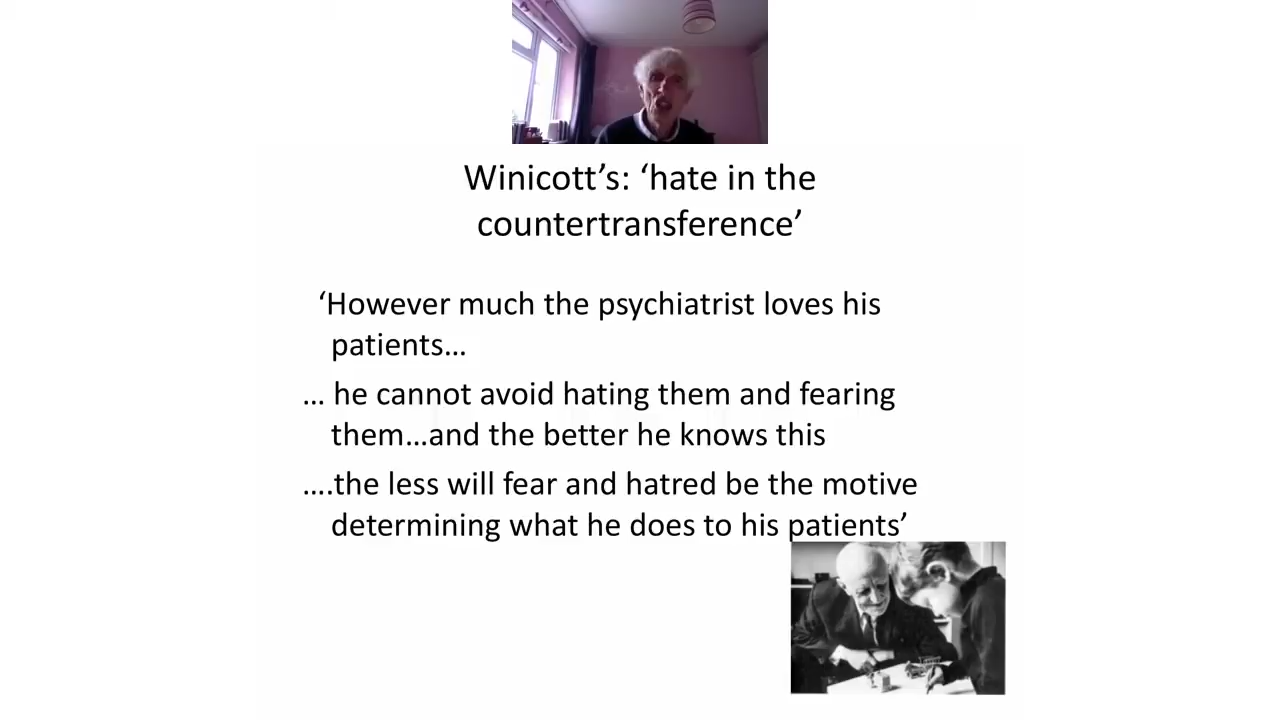 Winicott’s: ‘hate in the
countertransference’
‘However much the psychiatrist loves his
patients…
… he cannot avoid hating them and fearing
them…and the better he knows this
….the less will fear and hatred be the motive
determining what he does to his patients’